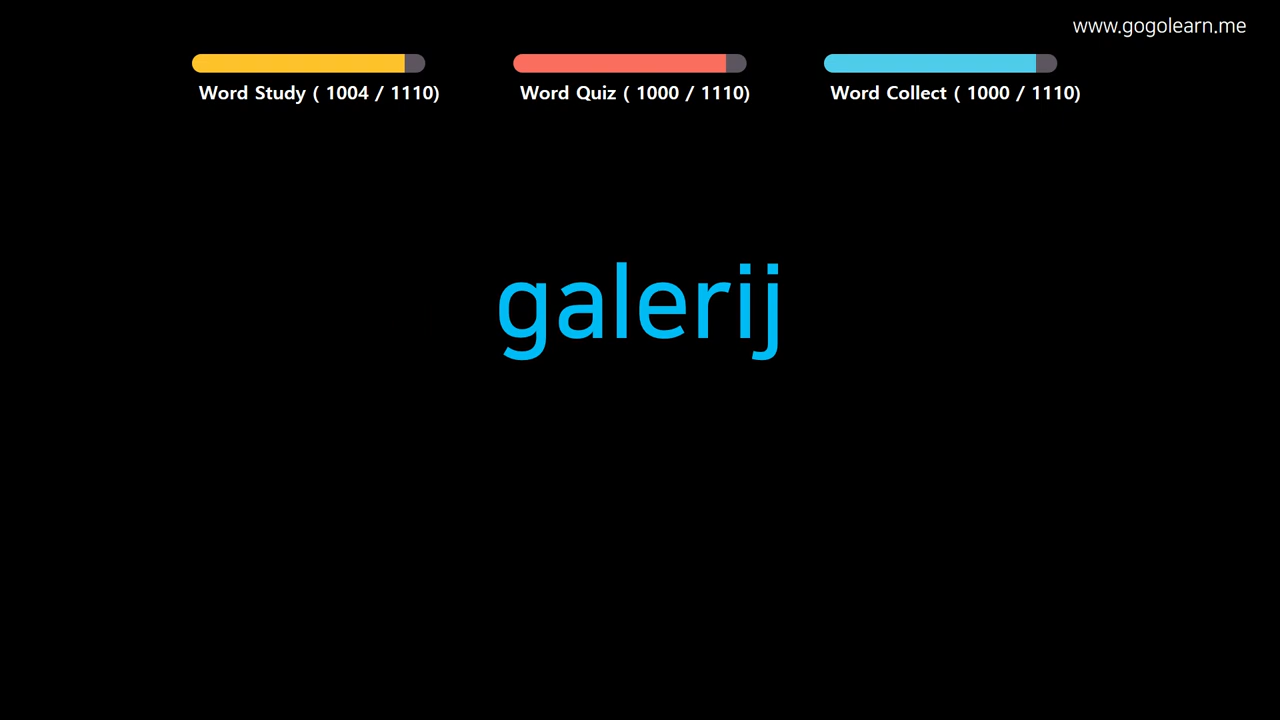 www.gogolearn.me
Word Study ( 1004 / 1110)
Word Quiz ( 1000 / 1110)
Word Collect ( 1000 / 1110)
galerij